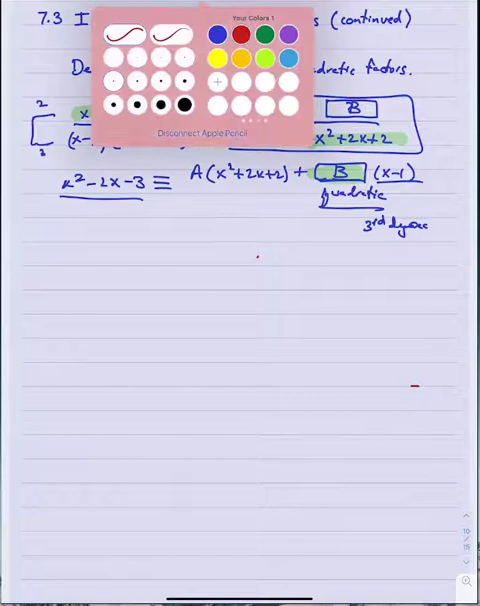 7.3 I s (continued)
Your Colors 1
De dratic factors.
2
x B
3 (x- x²+2x+2
Disconnect Apple Pencil
x²-2x-3 ≡ A(x²+2x+2) + B (x-1)
quadratic
3rd degree
10
/
15